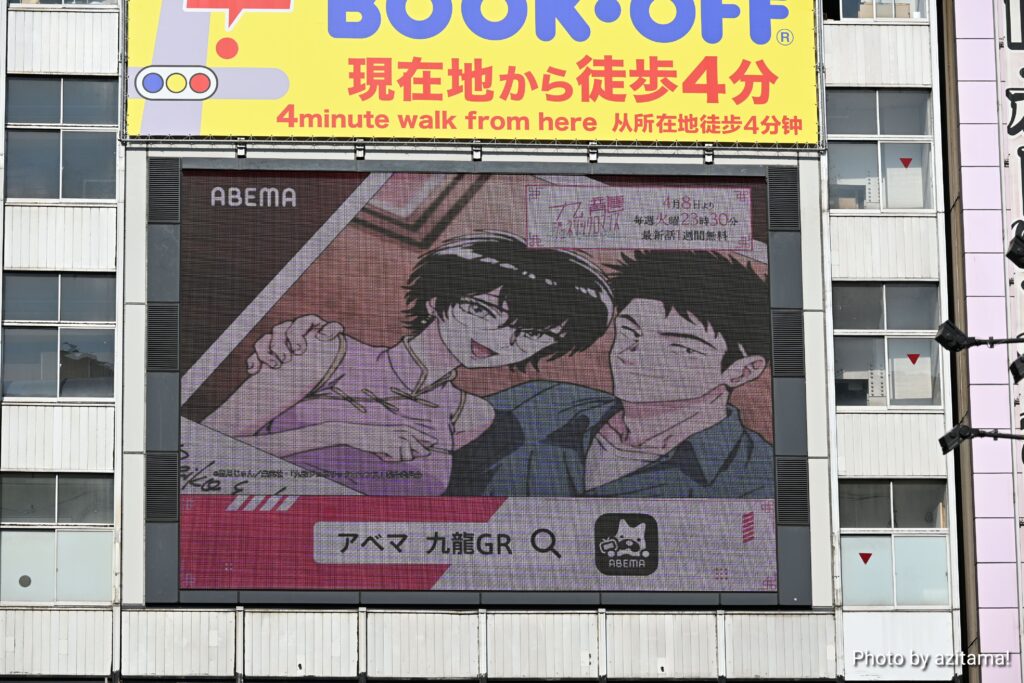 BOOK・OFF®
現在地から徒歩4分
4minute walk from here 从所在地徒步4分钟
ABEMA
4月8日より
毎週火曜23時30分
最新話1週間無料
アベマ 九龍GR
ABEMA
Photo by azitama!